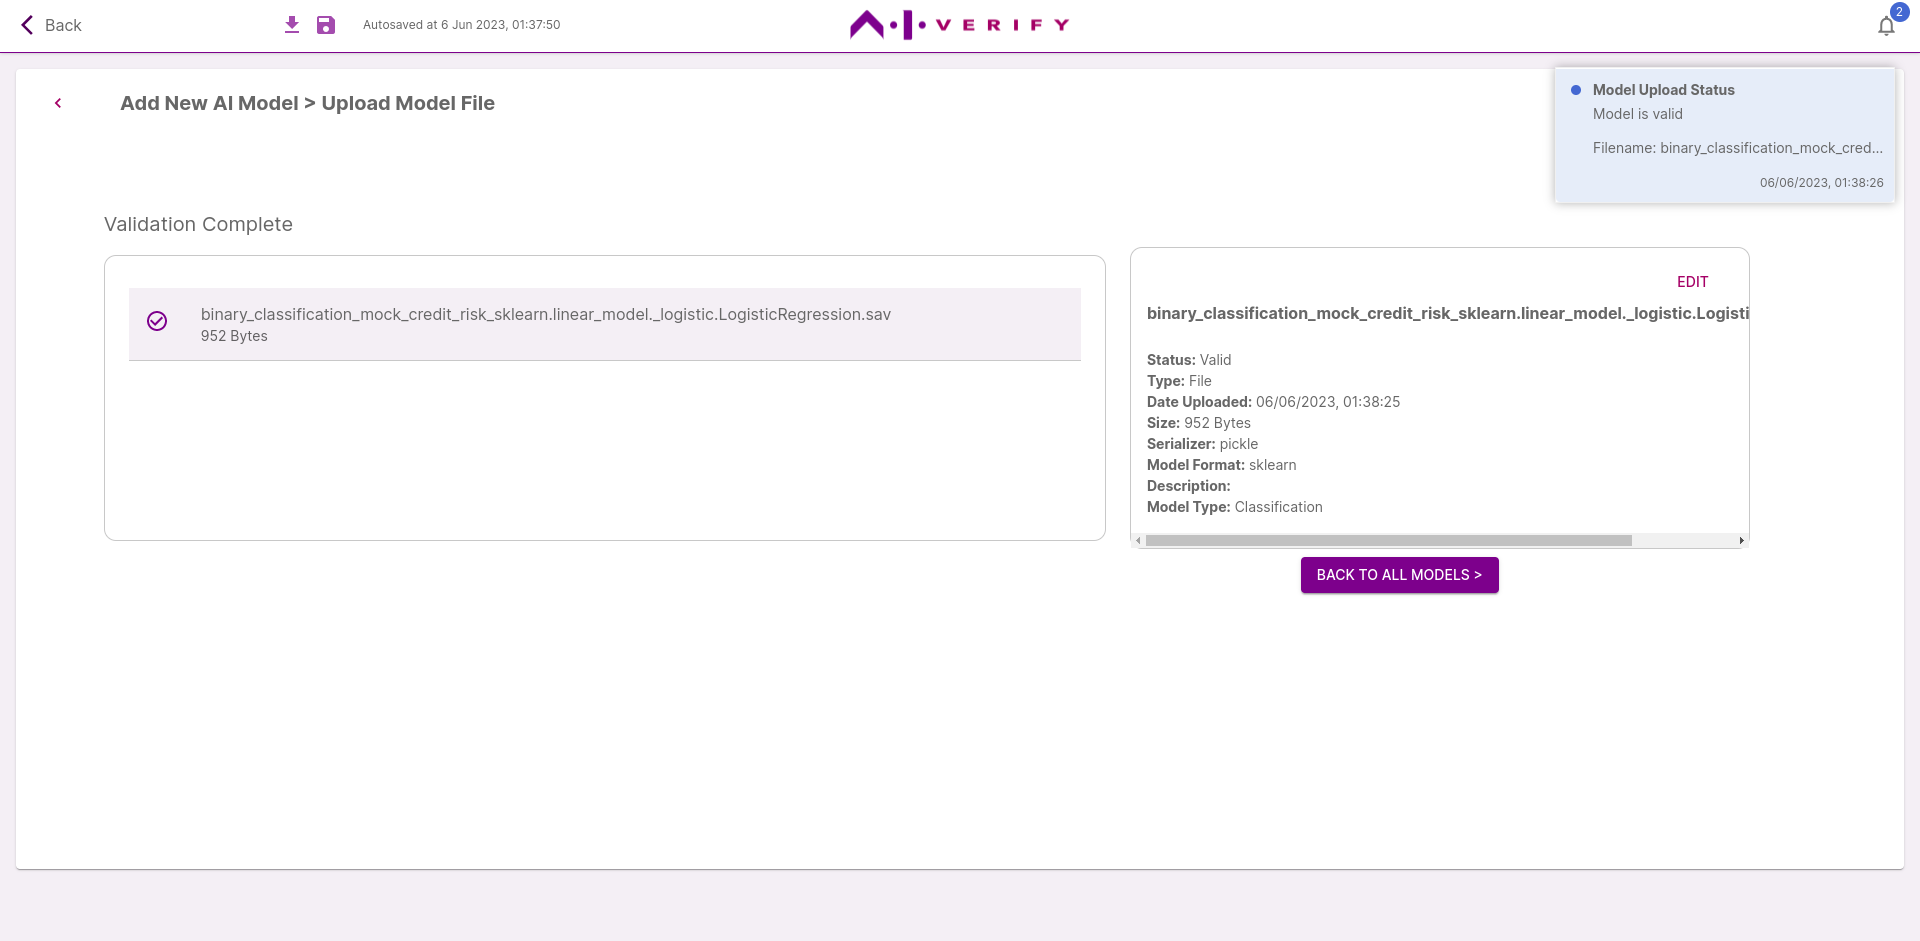 Back
Autosaved at 6 Jun 2023, 01:37:50
VERIFY
2
Add New AI Model > Upload Model File
Model Upload Status
Model is valid
Filename: binary_classification_mock_cred...
06/06/2023, 01:38:26
Validation Complete
binary_classification_mock_credit_risk_sklearn.linear_model._logistic.LogisticRegression.sav
952 Bytes
EDIT
binary_classification_mock_credit_risk_sklearn.linear_model._logistic.Logisti
Status: Valid
Type: File
Date Uploaded: 06/06/2023, 01:38:25
Size: 952 Bytes
Serializer: pickle
Model Format: sklearn
Description:
Model Type: Classification
BACK TO ALL MODELS >